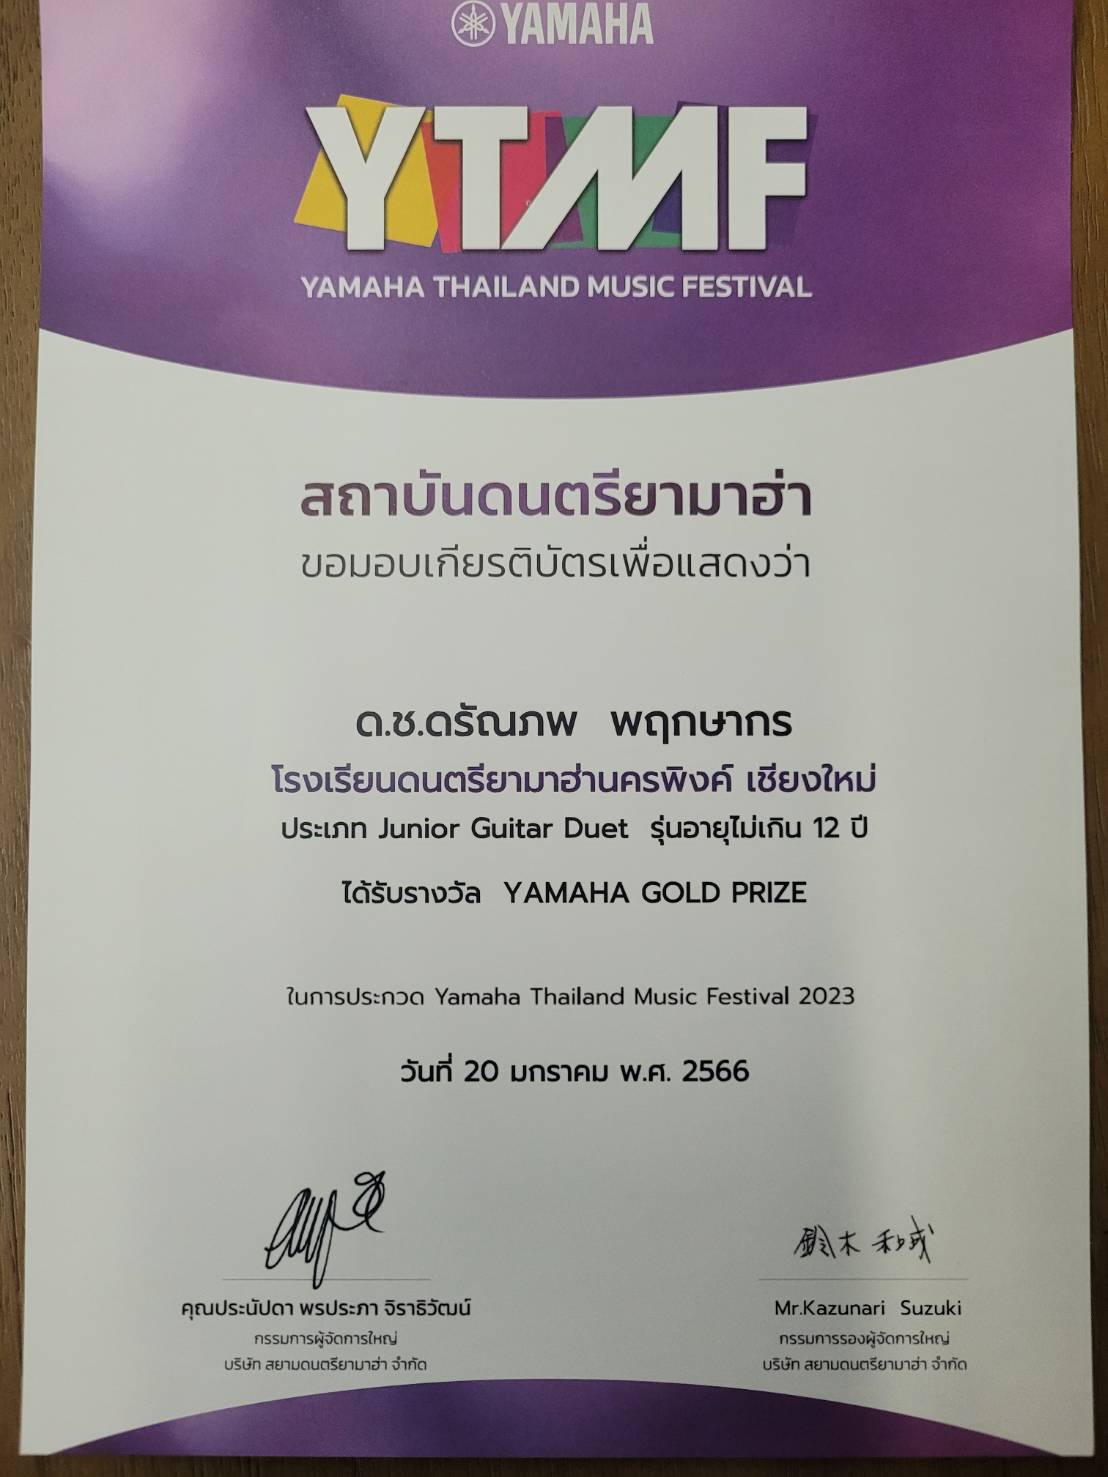 YAMAHA
YTMF
YAMAHA THAILAND MUSIC FESTIVAL
สถาบันดนตรียามาฮ่า
ขอมอบเกียรติบัตรเพื่อแสดงว่า
ด.ช.ดรัณภพ พฤกษากร
โรงเรียนดนตรียามาฮ่านครพิงค์ เชียงใหม่
ประเภท Junior Guitar Duet รุ่นอายุไม่เกิน 12 ปี
ได้รับรางวัล YAMAHA GOLD PRIZE
ในการประกวด Yamaha Thailand Music Festival 2023
วันที่ 20 มกราคม พ.ศ. 2566
鈴木 和成
คุณประนัปดา พรประภา จิราธิวัฒน์
กรรมการผู้จัดการใหญ่
บริษัท สยามดนตรียามาฮ่า จำกัด
Mr.Kazunari Suzuki
กรรมการรองผู้จัดการใหญ่
บริษัท สยามดนตรียามาฮ่า จำกัด